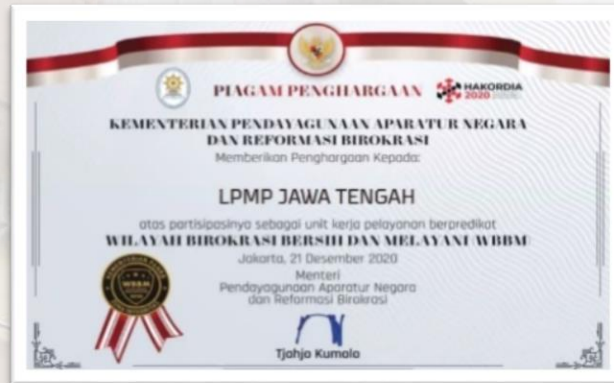 PIAGAM PENGHARGAAN
HAKORDIA
2020
KEMENTERIAN PENDAYAGUNAAN APARATUR NEGARA
DAN REFORMASI BIROKRASI
Memberikan Penghargaan Kepada:
LPMP JAWA TENGAH
atas partisipasinya sebagai unit kerja pelayanan berpredikat
WILAYAH BIROKRASI BERSIH DAN MELAYANI (WBBM)
Jakarta, 21 Desember 2020
Menteri
Pendayagunaan Aparatur Negara
dan Reformasi Birokrasi
WBBM
Tjahjo Kumolo